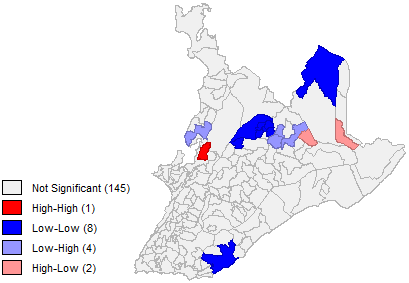 Not Significant (145)
High-High (1)
Low-Low (8)
Low-High (4)
High-Low (2)